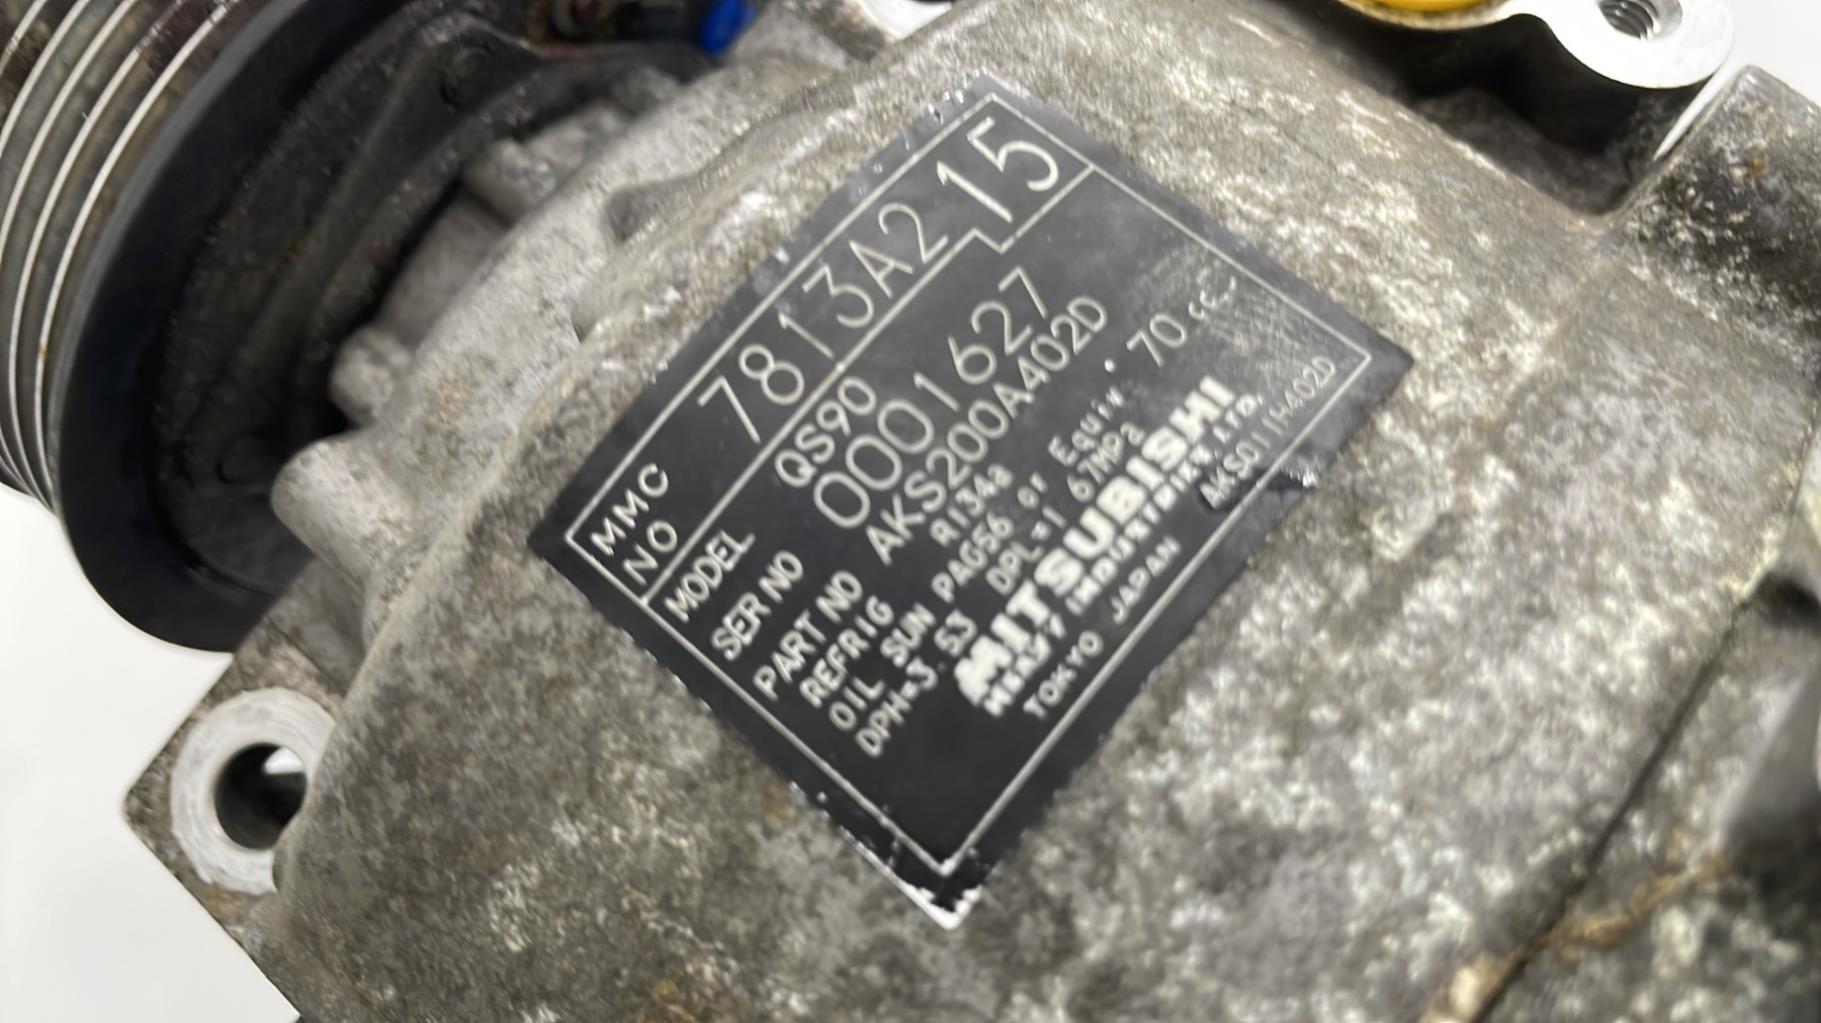 MMC NO 7813A215
MODEL QS90
SER NO 0001627
PART NO AKS200A402D
REFRIG R134a
OIL SUN PAG56 or Equiv. 70 cc
DPH=3.53 DPL=1.67MPa
MITSUBISHI
HEAVY INDUSTRIES, LTD.
TOKYO JAPAN
AKS011H402D